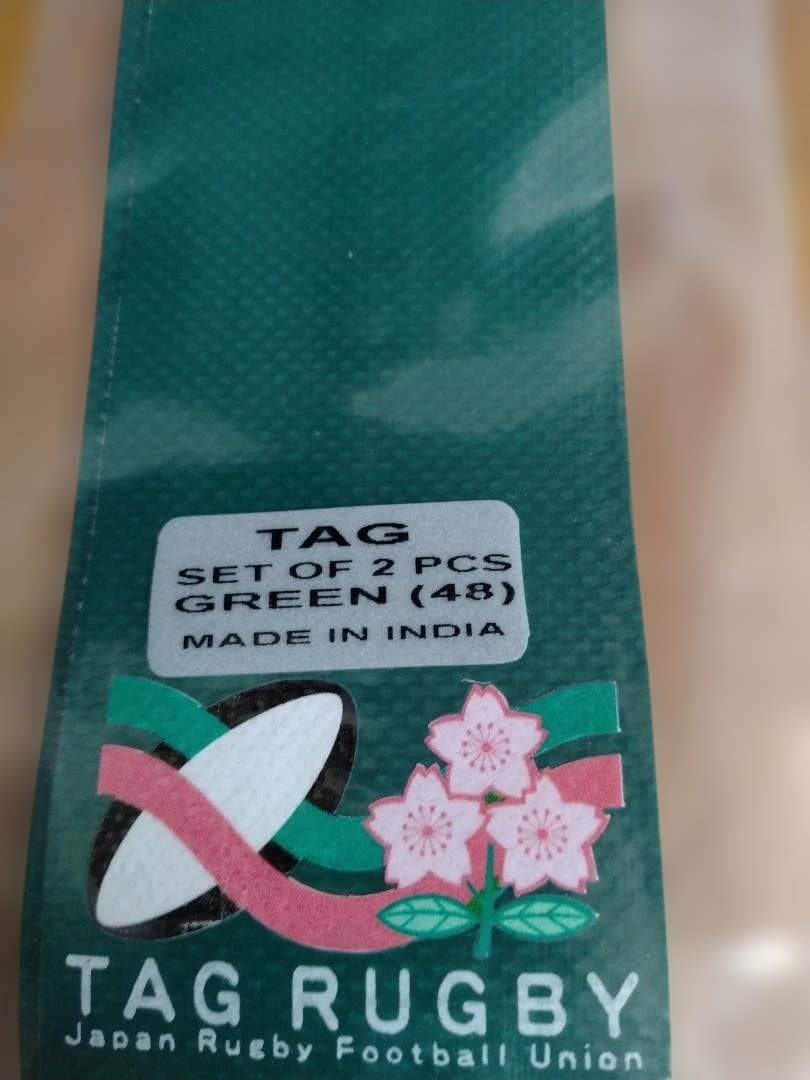 TAG
SET OF 2 PCS
GREEN (48)
MADE IN INDIA
TAG RUGBY
Japan Rugby Football Union